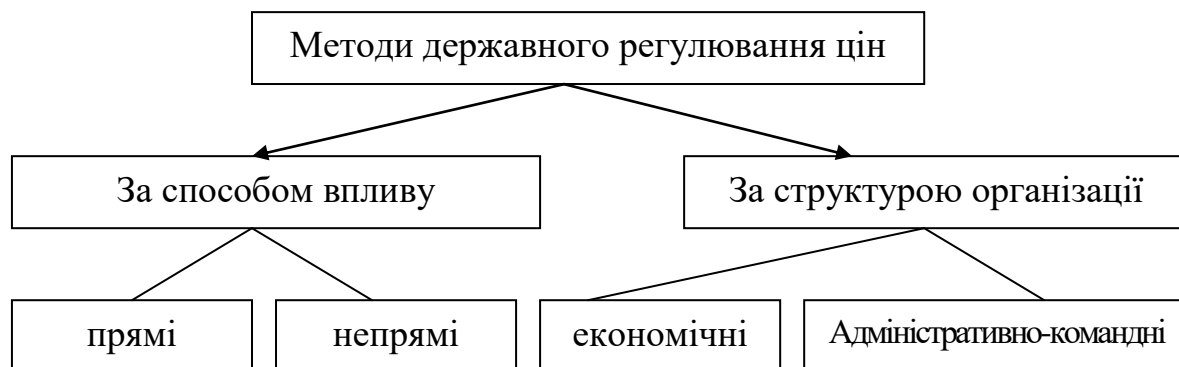 Методи державного регулювання цін
За способом впливу
За структурою організації
прямі
непрямі
економічні
Адміністративно-командні